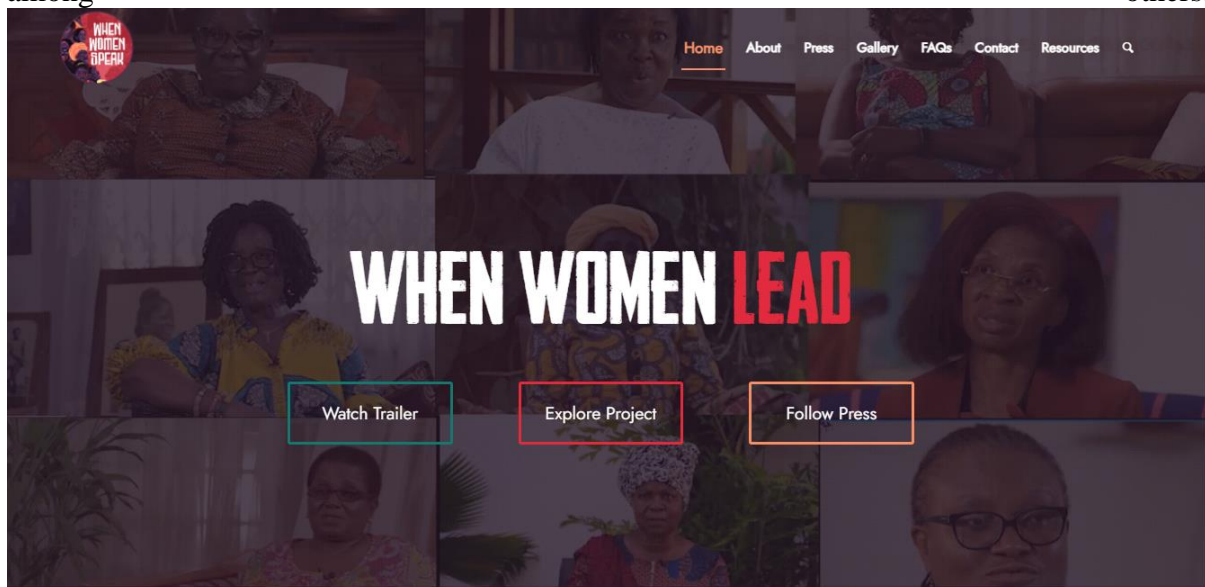 among others
WHEN
WOMEN
SPEAK
Home About Press Gallery FAQs Contact Resources
WHEN WOMEN LEAD
Watch Trailer Explore Project Follow Press